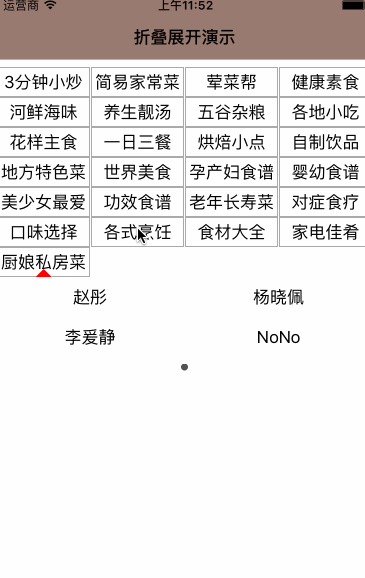 运营商 上午11:52
折叠展开演示
3分钟小炒 简易家常菜 荤菜帮 健康素食
河鲜海味 养生靓汤 五谷杂粮 各地小吃
花样主食 一日三餐 烘焙小点 自制饮品
地方特色菜 世界美食 孕产妇食谱 婴幼食谱
美少女最爱 功效食谱 老年长寿菜 对症食疗
口味选择 各式烹饪 食材大全 家电佳肴
厨娘私房菜
赵彤 杨晓佩
李爰静 NoNo